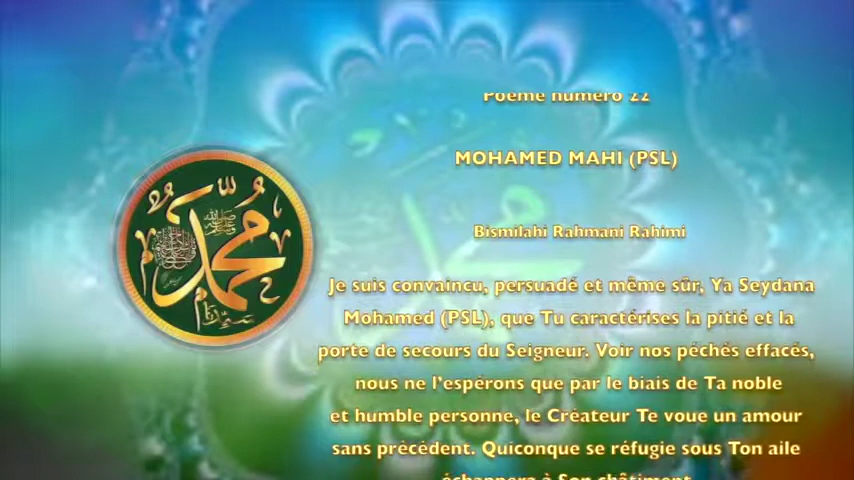 Poème numéro 22
MOHAMED MAHI (PSL)
Bismilahi Rahmani Rahimi
Je suis convaincu, persuadé et même sûr, Ya Seydana
Mohamed (PSL), que Tu caractérises la pitié et la
porte de secours du Seigneur. Voir nos péchés effacés,
nous ne l'espérons que par le biais de Ta noble
et humble personne, le Créateur Te voue un amour
sans précédent. Quiconque se réfugie sous Ton aile
échappera à Son châtiment
محمد